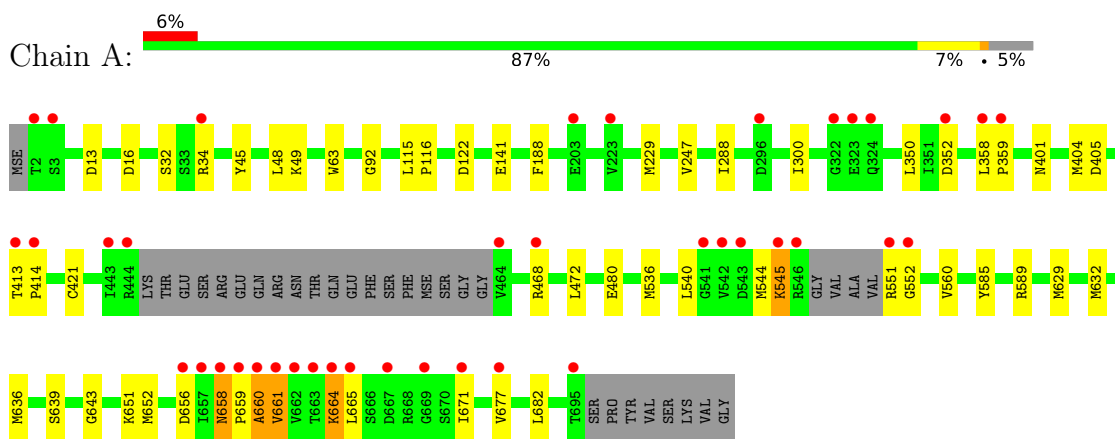 6%
Chain A:
87% 7% • 5%
MSE T2 S3 D13 D16 S32 S33 R34 Y45 L48 K49 W63 G92 L115 P116 D122 E141 F188 E203 V223 M229 V247 I288 D296 I300 G322 E323 Q324 L350 I351 D352 L358 P359 N401 M404 D405
T413 P414 C421 I443 R444 LYS THR GLU SER ARG GLU GLN ARG ASN THR GLN GLU PHE SER PHE MSE SER GLY GLY V464 R468 L472 E480 M536 L540 G541 V542 D543 M544 K545 R546 GLY VAL ALA VAL R551 G552 V560 Y585 R589 M629 M632
M636 S639 G643 K651 M652 D656 I657 N658 P659 A660 V661 V662 T663 K664 L665 S666 D667 R668 G669 S670 I671 V677 L682 T695 SER PRO TYR VAL SER LYS VAL GLY